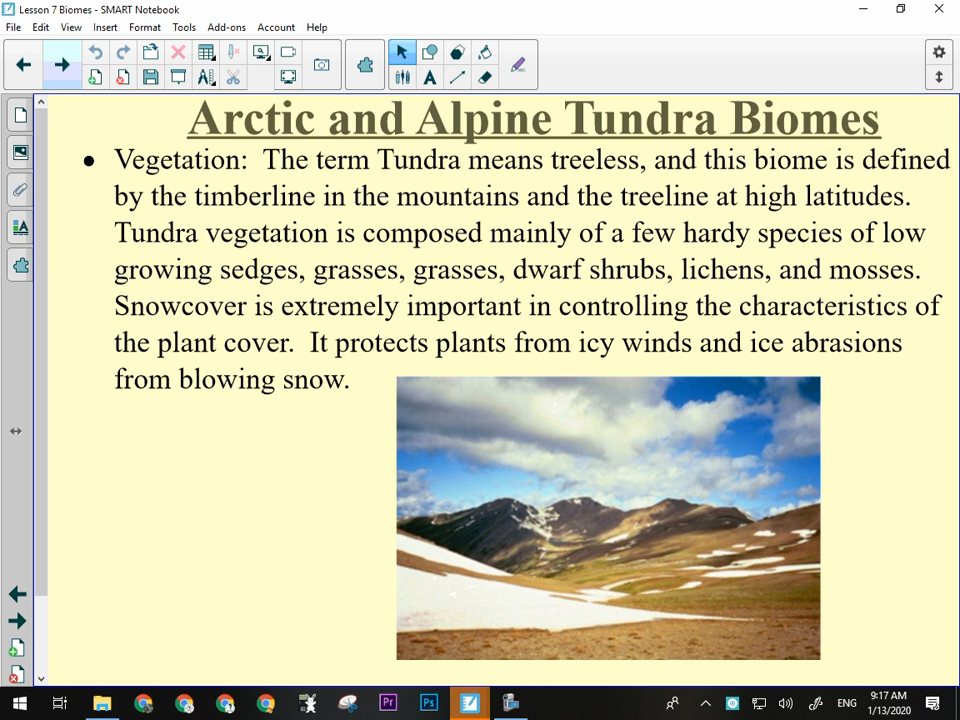 Lesson 7 Biomes - SMART Notebook
File Edit View Insert Format Tools Add-ons Account Help
Arctic and Alpine Tundra Biomes
• Vegetation: The term Tundra means treeless, and this biome is defined
by the timberline in the mountains and the treeline at high latitudes.
Tundra vegetation is composed mainly of a few hardy species of low
growing sedges, grasses, grasses, dwarf shrubs, lichens, and mosses.
Snowcover is extremely important in controlling the characteristics of
the plant cover. It protects plants from icy winds and ice abrasions
from blowing snow.
Pr Ps ENG 9:17 AM
1/13/2020